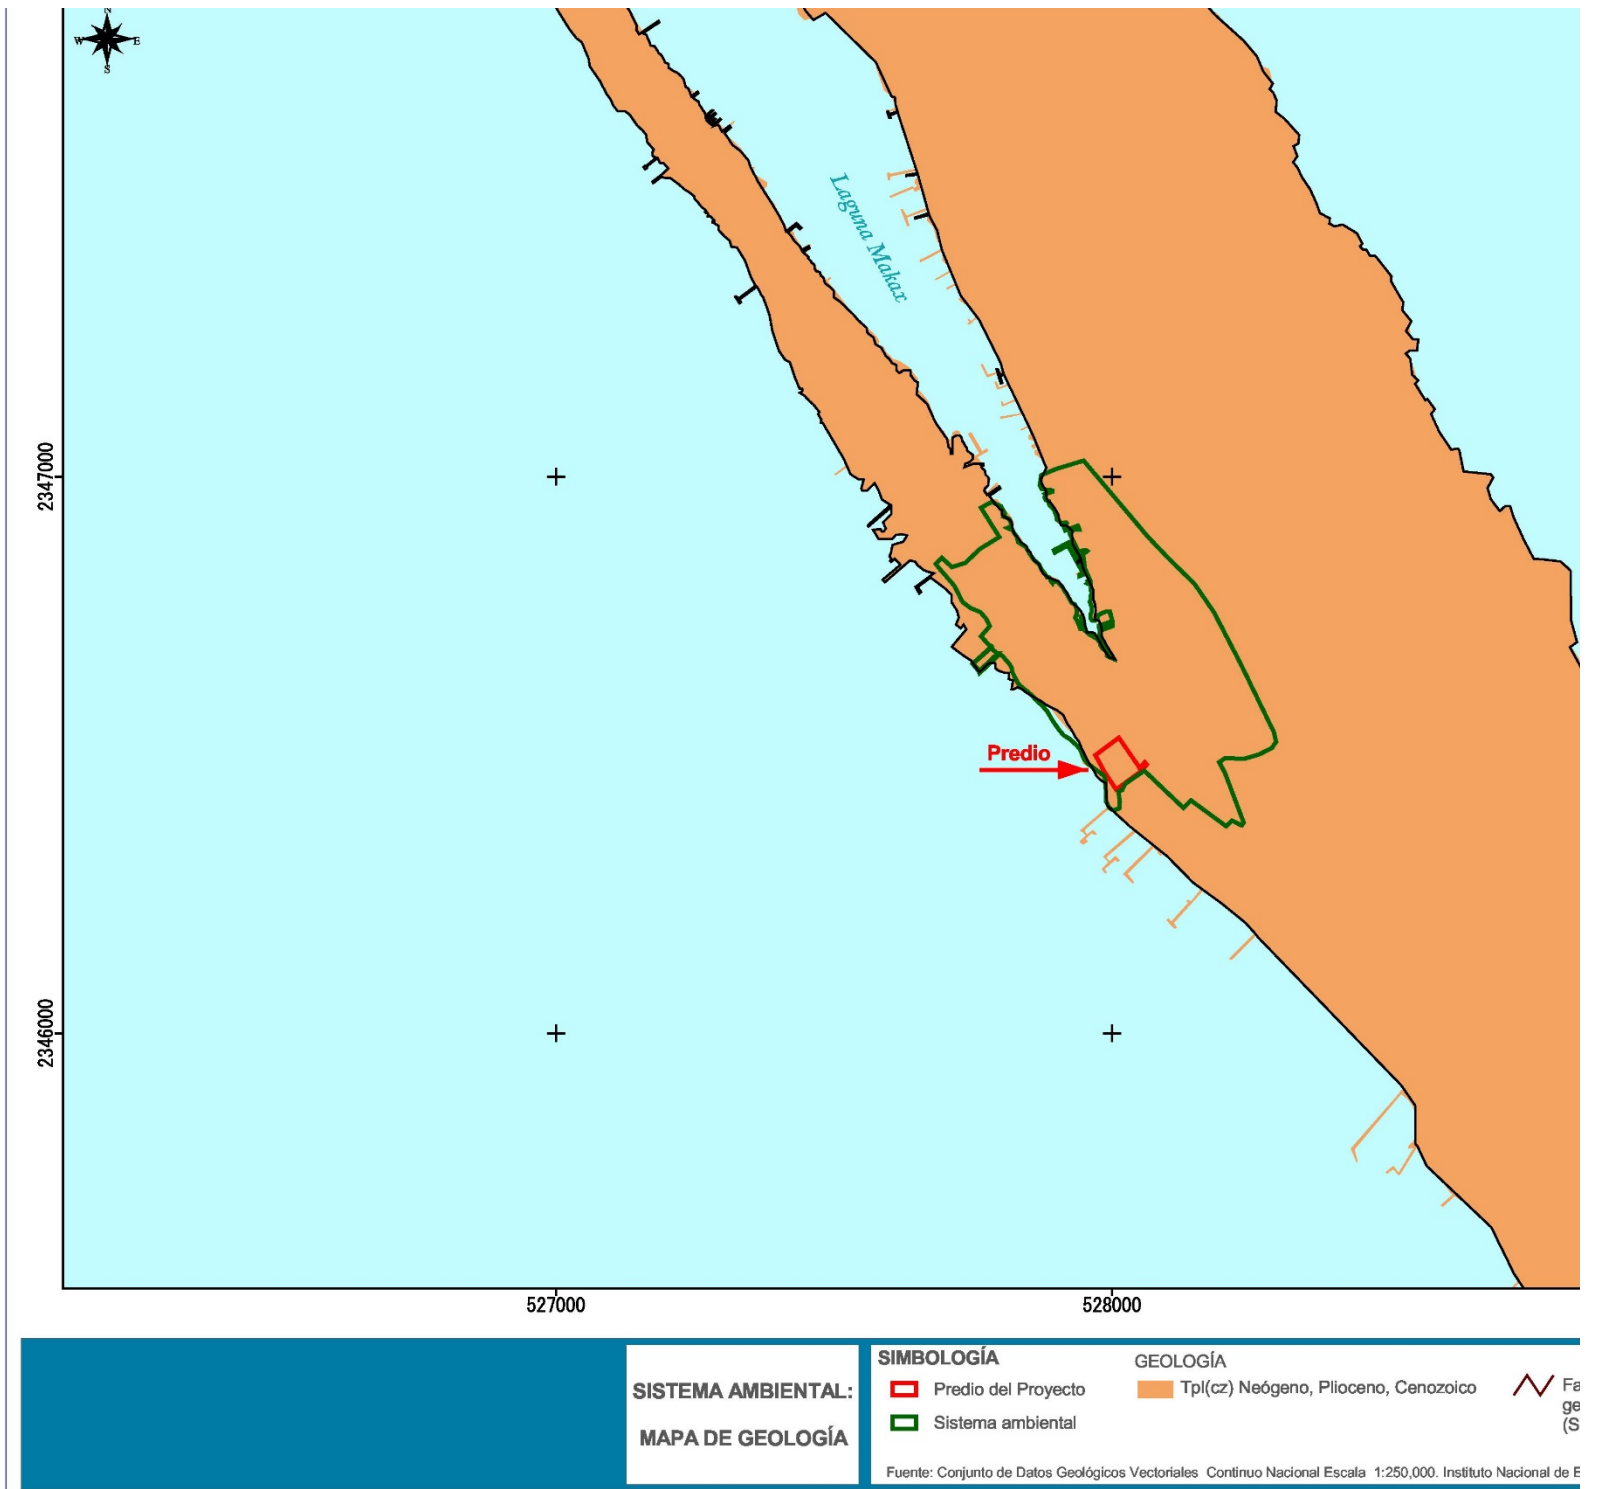 N
W E
S
Laguna Makax
2347000
Predio
2346000
527000 528000
SISTEMA AMBIENTAL:
MAPA DE GEOLOGÍA
SIMBOLOGÍA
Predio del Proyecto
Sistema ambiental
GEOLOGÍA
Tpl(cz) Neógeno, Plioceno, Cenozoico
Fa
ge
(S
Fuente: Conjunto de Datos Geológicos Vectoriales Continuo Nacional Escala 1:250,000. Instituto Nacional de E